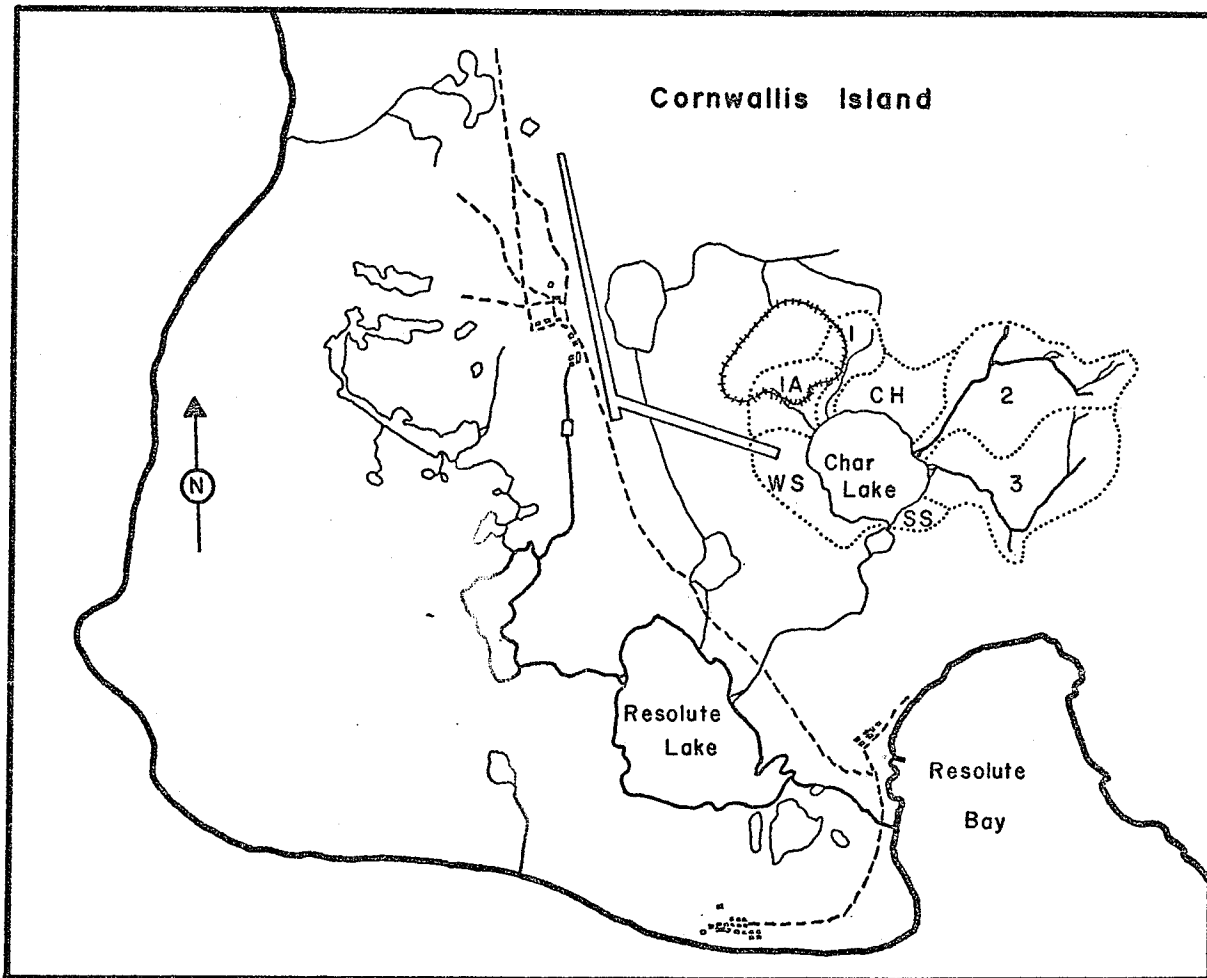 Cornwallis Island
I
IA
CH
2
Char
Lake
WS
3
SS
N
Resolute
Lake
Resolute
Bay